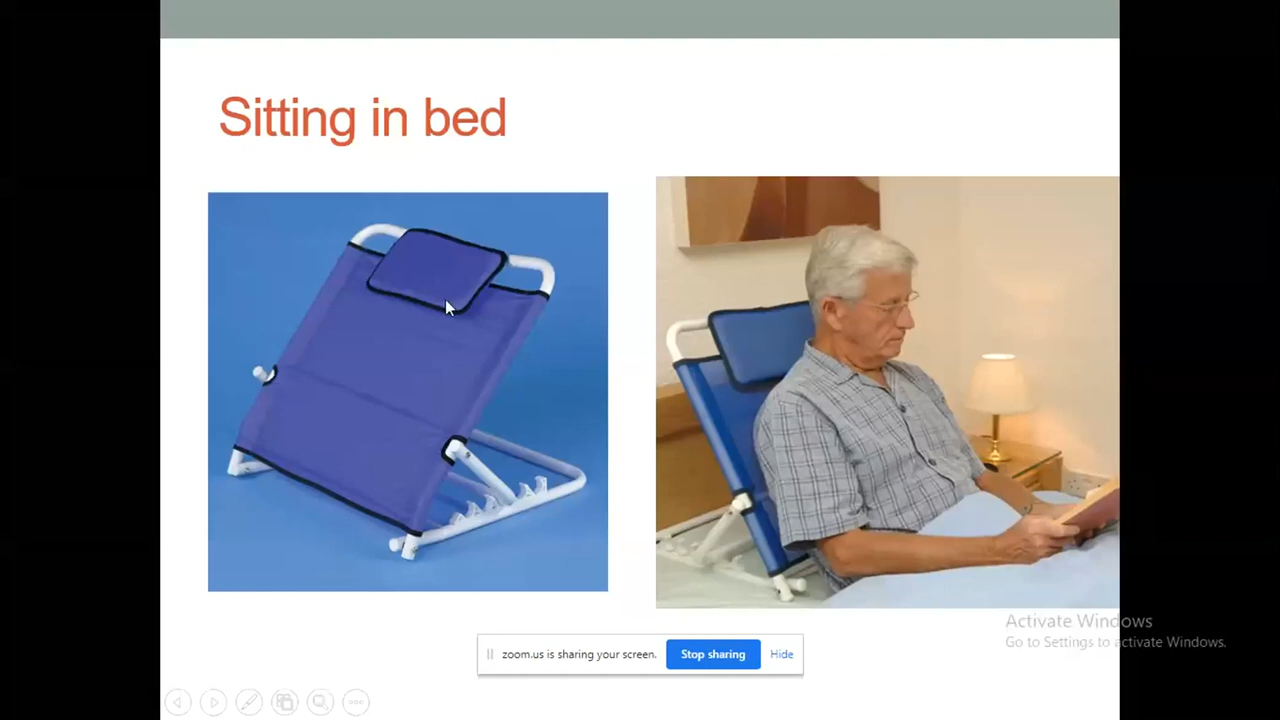 Sitting in bed
Activate Windows
Go to Settings to activate Windows.
zoom.us is sharing your screen.
Stop sharing
Hide